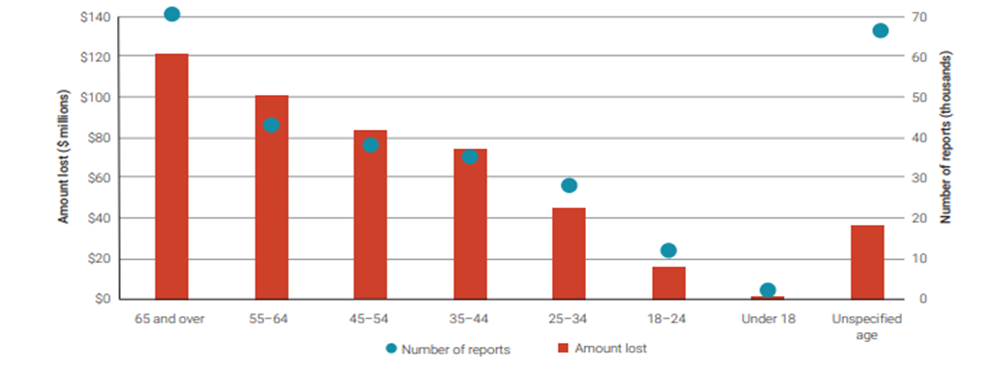 $140
$120
$100
$80
$60
$40
$20
$0
Amount lost ($ millions)
70
60
50
40
30
20
10
0
Number of reports (thousands)
65 and over
55–64
45–54
35–44
25–34
18–24
Under 18
Unspecified
age
Number of reports
Amount lost